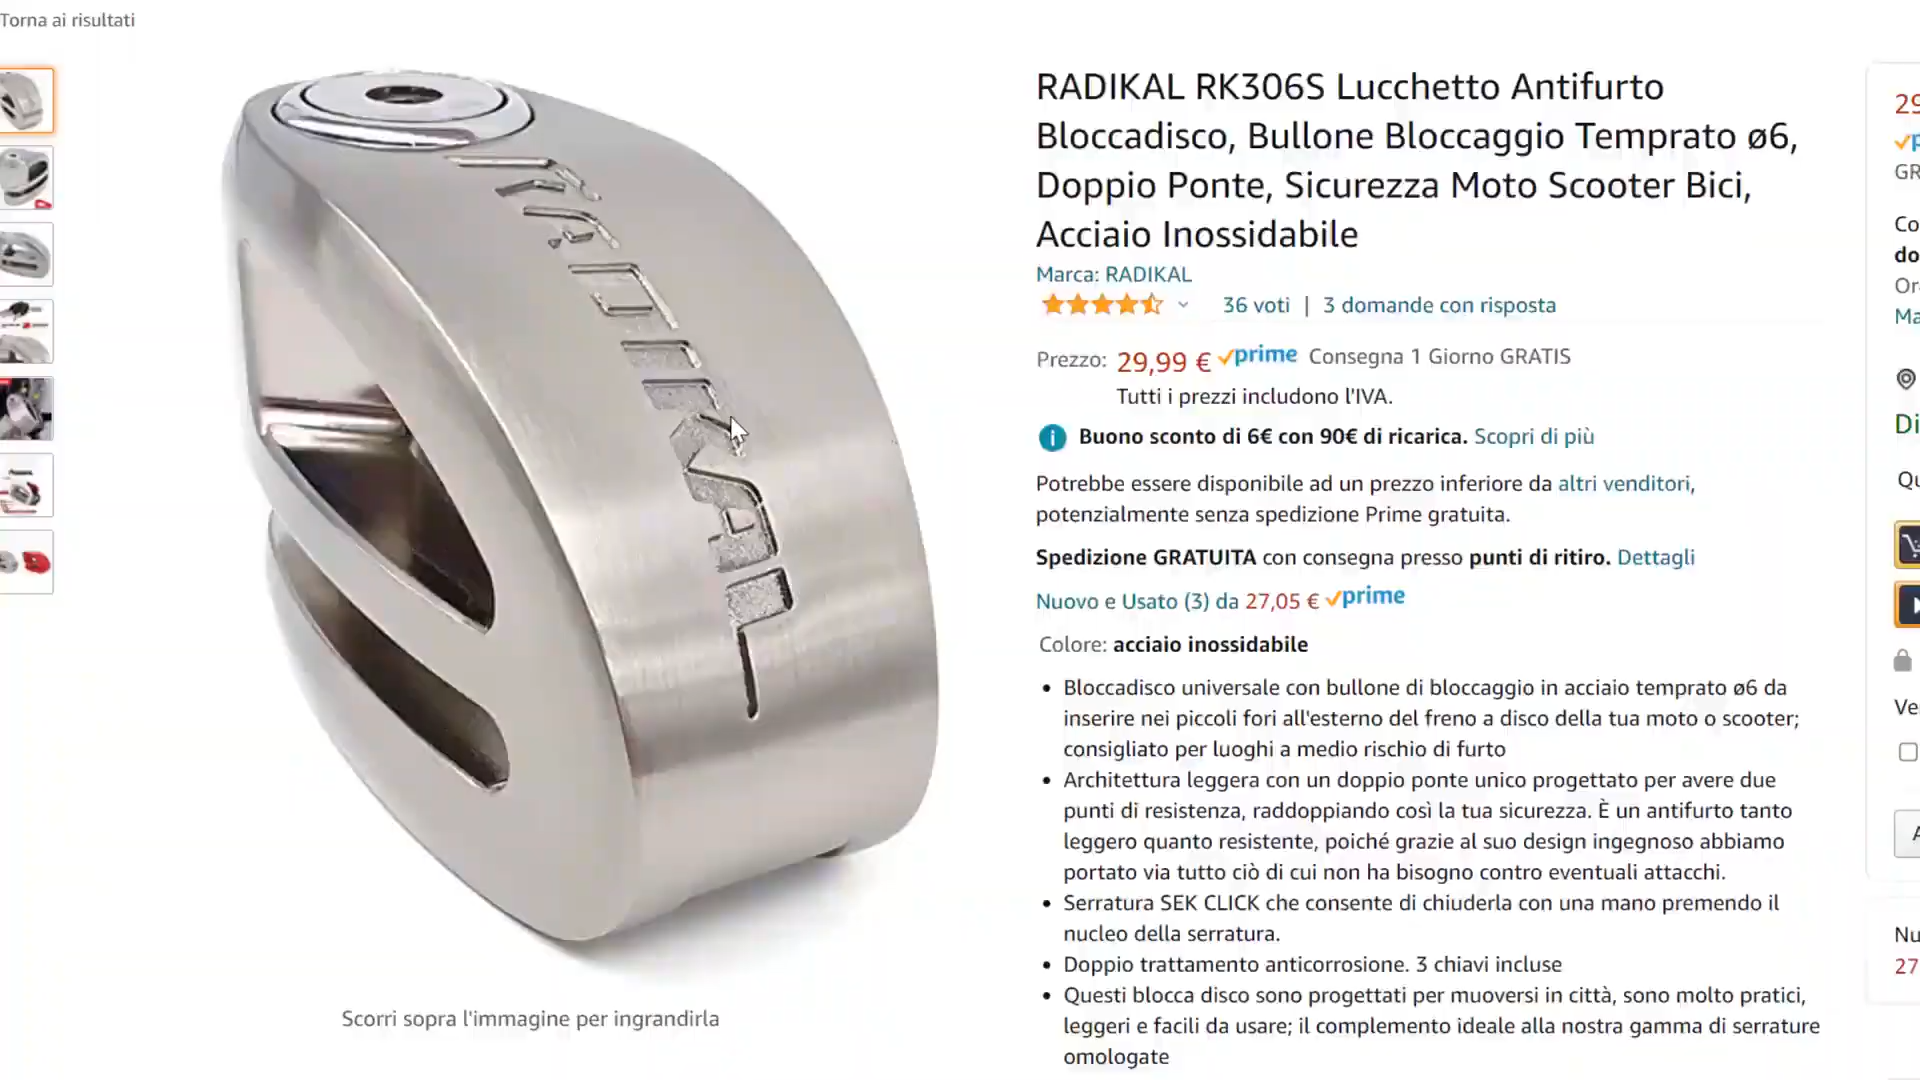 Torna ai risultati
RADIKAL
RADIKAL RK306S Lucchetto Antifurto
Bloccadisco, Bullone Bloccaggio Temprato ø6,
Doppio Ponte, Sicurezza Moto Scooter Bici,
Acciaio Inossidabile
Marca: RADIKAL
36 voti | 3 domande con risposta
Prezzo: 29,99 € prime Consegna 1 Giorno GRATIS
Tutti i prezzi includono l'IVA.
Buono sconto di 6€ con 90€ di ricarica. Scopri di più
Potrebbe essere disponibile ad un prezzo inferiore da altri venditori,
potenzialmente senza spedizione Prime gratuita.
Spedizione GRATUITA con consegna presso punti di ritiro. Dettagli
Nuovo e Usato (3) da 27,05 € prime
Colore: acciaio inossidabile
• Bloccadisco universale con bullone di bloccaggio in acciaio temprato ø6 da
inserire nei piccoli fori all'esterno del freno a disco della tua moto o scooter;
consigliato per luoghi a medio rischio di furto
• Architettura leggera con un doppio ponte unico progettato per avere due
punti di resistenza, raddoppiando così la tua sicurezza. È un antifurto tanto
leggero quanto resistente, poiché grazie al suo design ingegnoso abbiamo
portato via tutto ciò di cui non ha bisogno contro eventuali attacchi.
• Serratura SEK CLICK che consente di chiuderla con una mano premendo il
nucleo della serratura.
• Doppio trattamento anticorrosione. 3 chiavi incluse
• Questi blocca disco sono progettati per muoversi in città, sono molto pratici,
leggeri e facili da usare; il complemento ideale alla nostra gamma di serrature
omologate
Scorri sopra l'immagine per ingrandirla